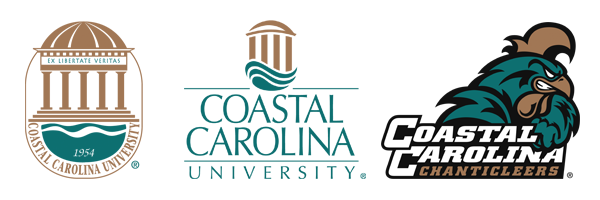 EX LIBERTATE VERITAS
1954
COASTAL CAROLINA UNIVERSITY
®
COASTAL
CAROLINA
UNIVERSITY®
COASTAL
CAROLINA
CHANTICLEERS
®